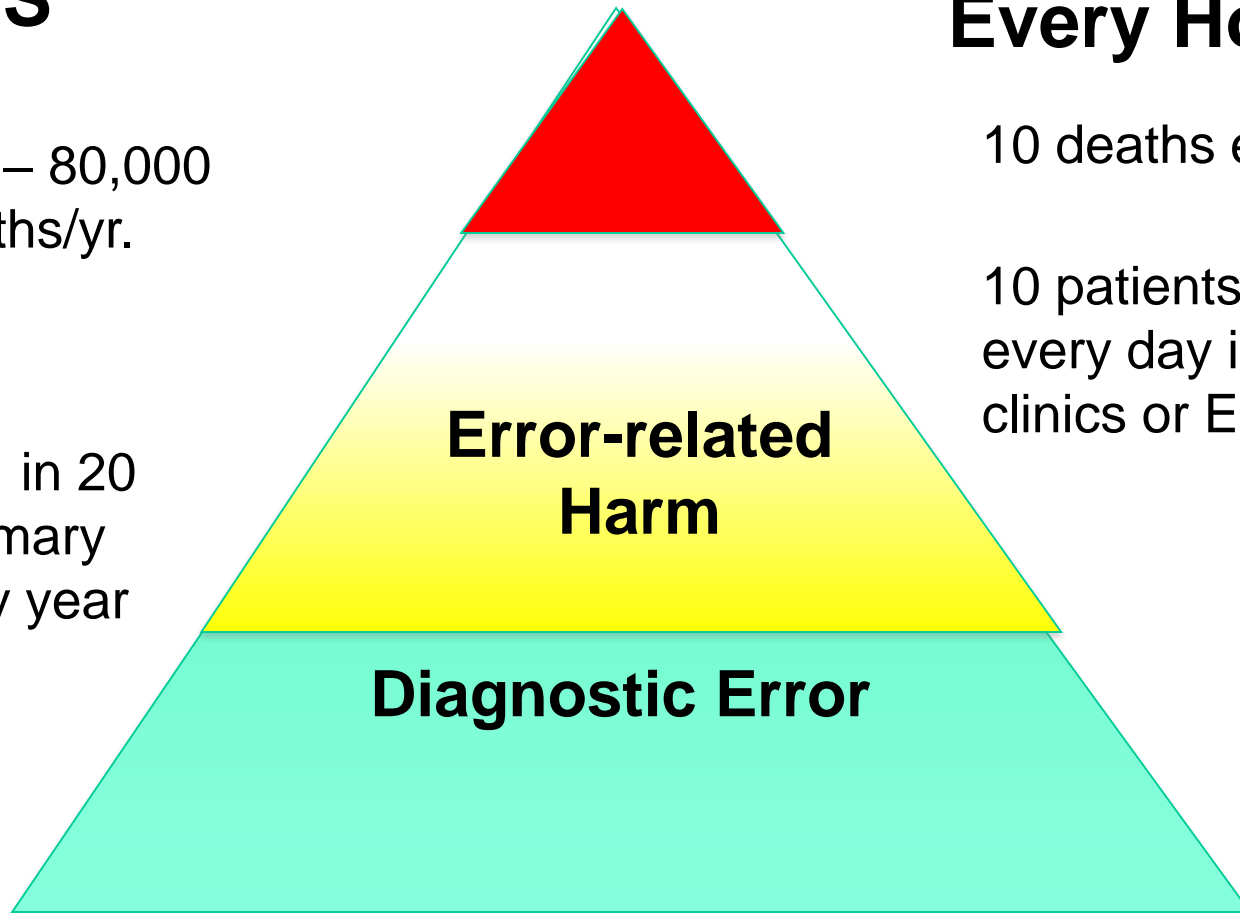 s
– 80,000
ths/yr.
in 20
mary
y year
Error-related
Harm
Diagnostic Error
Every Ho
10 deaths e
10 patients
every day i
clinics or E